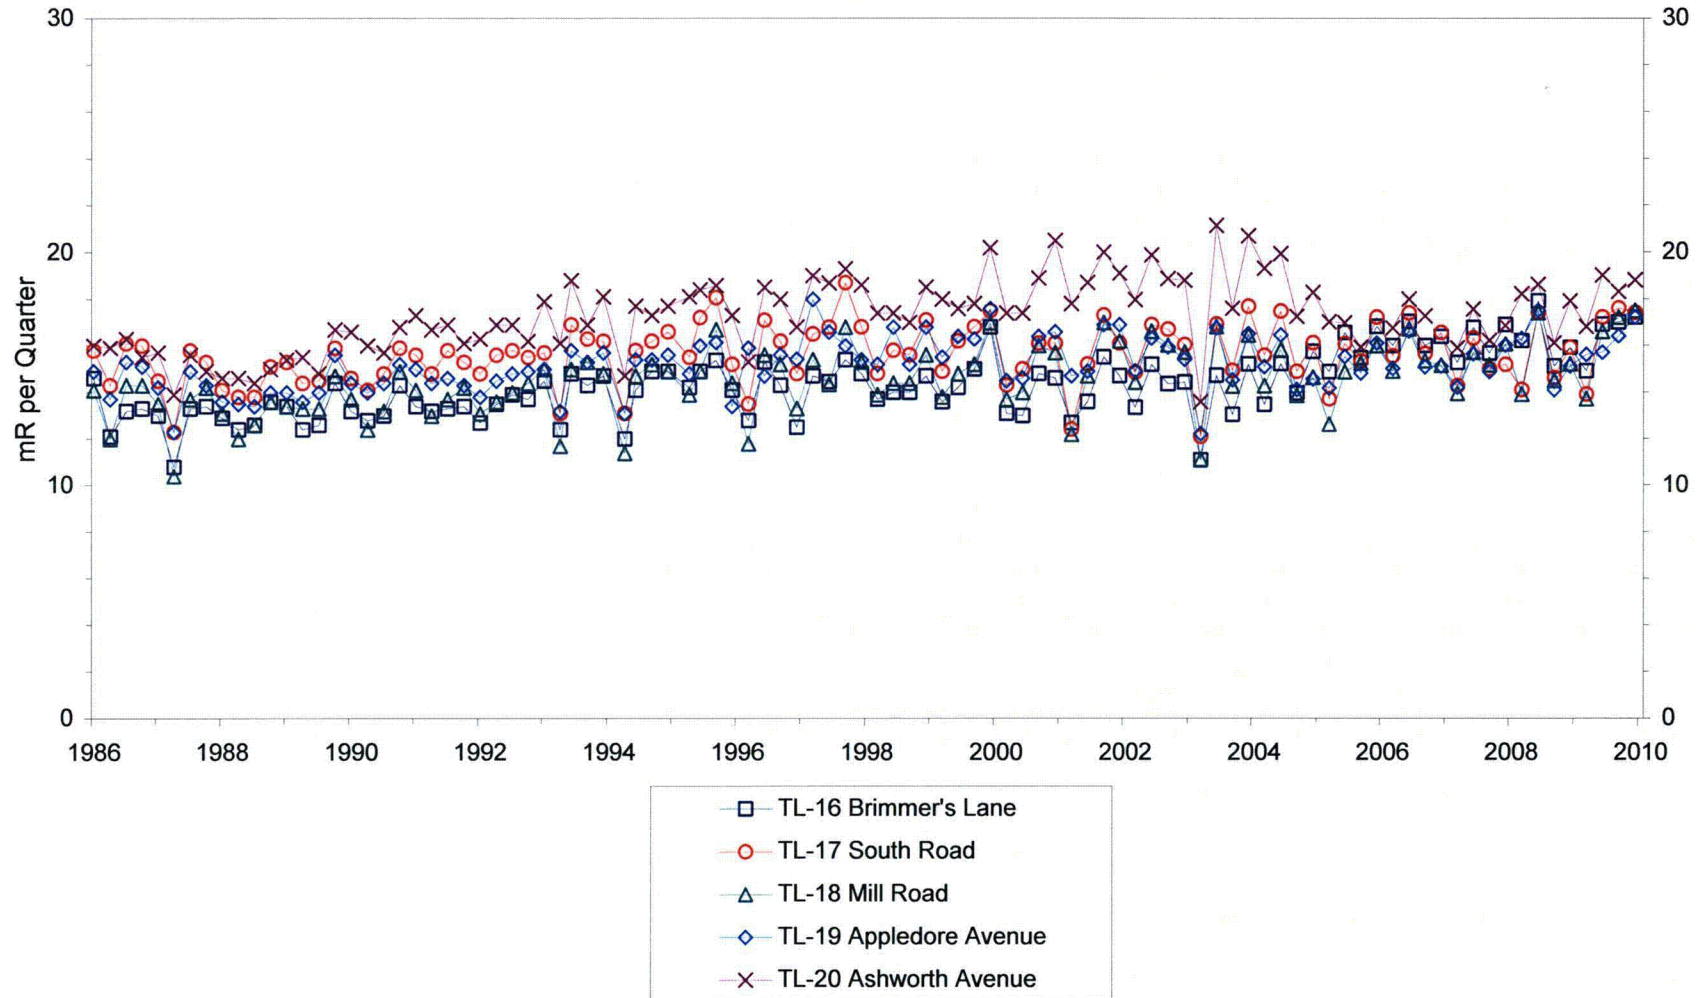 30 30
20 20
mR per Quarter
10 10
0 0
1986 1988 1990 1992 1994 1996 1998 2000 2002 2004 2006 2008 2010
TL-16 Brimmer's Lane
TL-17 South Road
TL-18 Mill Road
TL-19 Appledore Avenue
TL-20 Ashworth Avenue